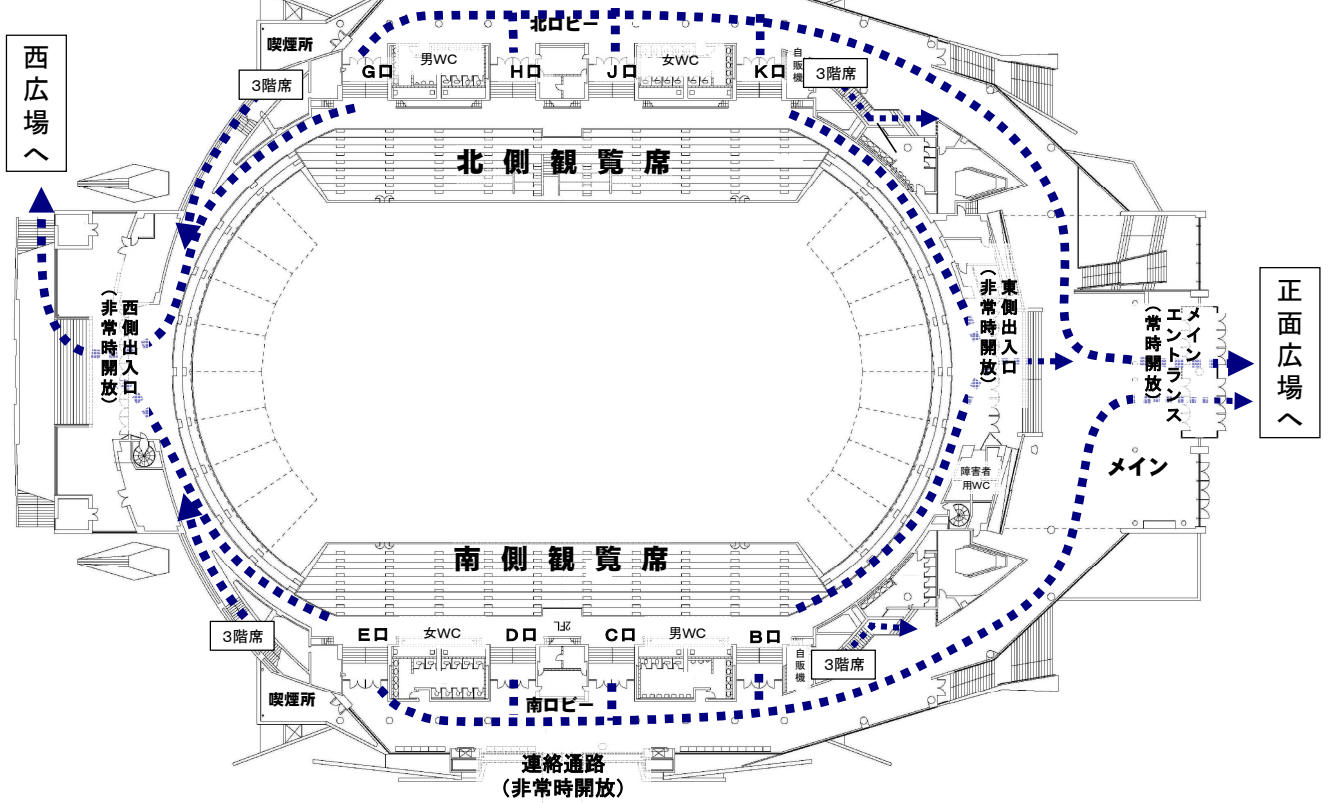 北ロビー
喫煙所
男WC
女WC
自販機
西広場へ
G口
H口
J口
K口
3階席
3階席
北側観覧席
西側出入口
(非常時開放)
東側出入口
(非常時開放)
メイン
エントランス
(常時開放)
正面広場へ
メイン
障害者
用WC
南側観覧席
2FL
E口
女WC
D口
C口
男WC
B口
3階席
自販機
3階席
喫煙所
南ロビー
連絡通路
(非常時開放)